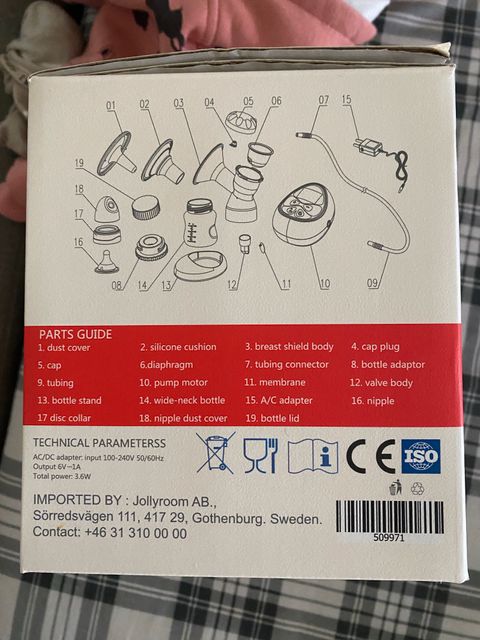 01 02 03 04 05 06 07 15
19
18
17
16
08 14 13 12 11 10 09
PARTS GUIDE
1. dust cover 2. silicone cushion 3. breast shield body 4. cap plug
5. cap 6.diaphragm 7. tubing connector 8. bottle adaptor
9. tubing 10. pump motor 11. membrane 12. valve body
13. bottle stand 14. wide-neck bottle 15. A/C adapter 16. nipple
17 disc collar 18. nipple dust cover 19. bottle lid
TECHNICAL PARAMETERSS
AC/DC adapter: input 100-240V 50/60Hz
Output 6V⎓1A
Total power: 3.6W
i CE ISO
IMPORTED BY : Jollyroom AB.,
Sörredsvägen 111, 417 29, Gothenburg. Sweden.
Contact: +46 31 310 00 00
509971